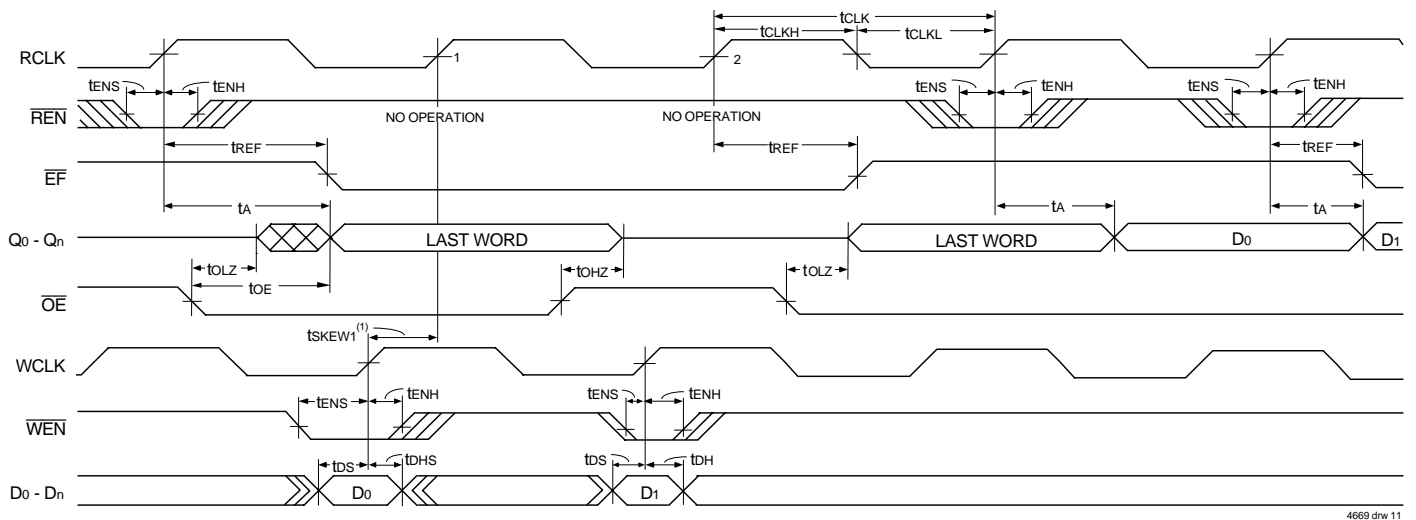 tCLK
tCLKH tCLKL
RCLK 1 2
tENS tENH tENS tENH tENS tENH
REN NO OPERATION NO OPERATION
tREF tREF tREF
EF
tA tA tA
Q0 - Qn LAST WORD LAST WORD D0 D1
tOLZ tOHZ tOLZ
tOE
OE
tSKEW1(1)
WCLK
tENS tENH tENS tENH
WEN
tDS tDHS tDS tDH
D0 - Dn D0 D1
4669 drw 11